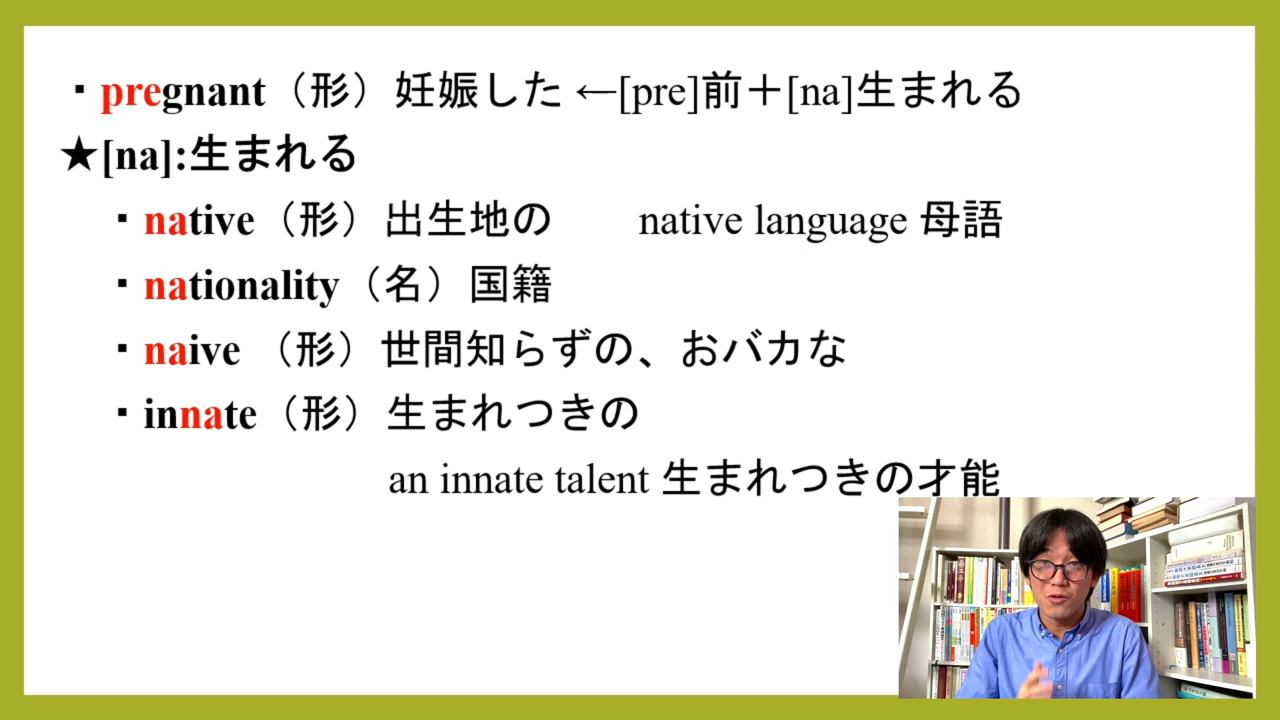 ・pregnant（形）妊娠した ←[pre]前＋[na]生まれる
★[na]:生まれる
・native（形）出生地の native language 母語
・nationality（名）国籍
・naive （形）世間知らずの、おバカな
・innate（形）生まれつきの
an innate talent 生まれつきの才能